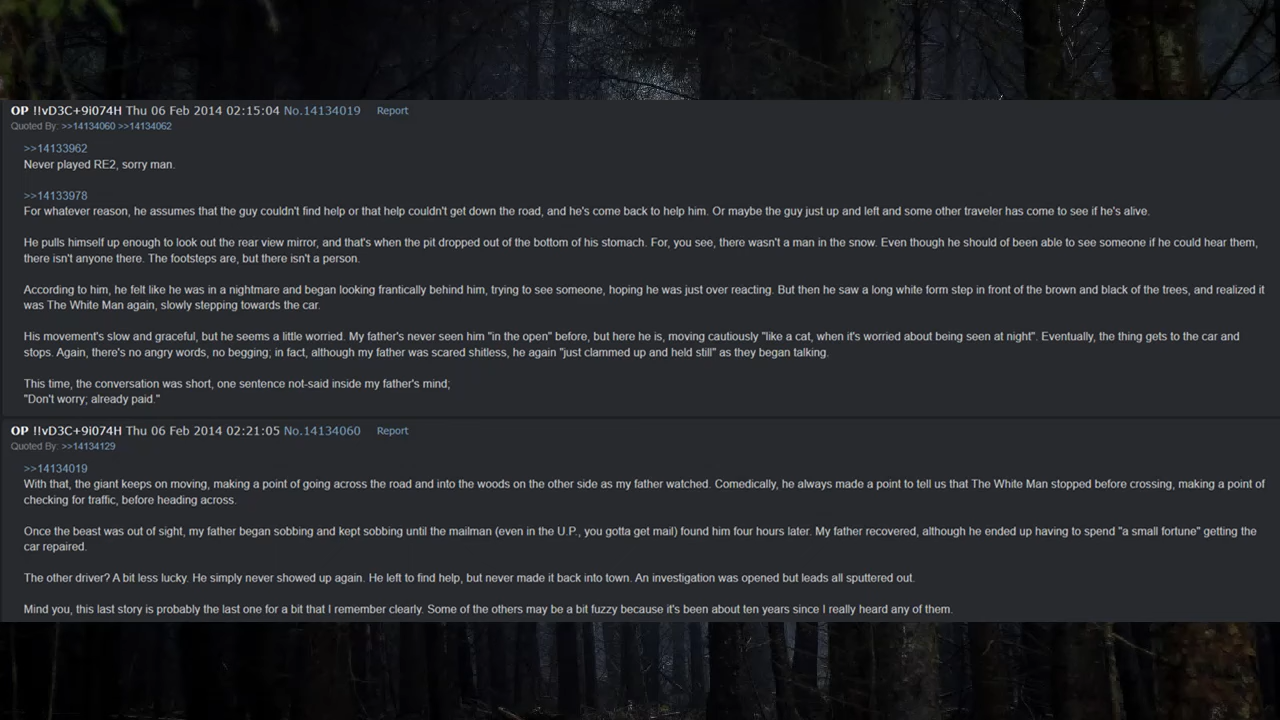 OP !!vD3C+9i074H Thu 06 Feb 2014 02:15:04 No.14134019 Report
Quoted By: >>14134060 >>14134062
>>14133962
Never played RE2, sorry man.
>>14133978
For whatever reason, he assumes that the guy couldn't find help or that help couldn't get down the road, and he's come back to help him. Or maybe the guy just up and left and some other traveler has come to see if he's alive.
He pulls himself up enough to look out the rear view mirror, and that's when the pit dropped out of the bottom of his stomach. For, you see, there wasn't a man in the snow. Even though he should of been able to see someone if he could hear them,
there isn't anyone there. The footsteps are, but there isn't a person.
According to him, he felt like he was in a nightmare and began looking frantically behind him, trying to see someone, hoping he was just over reacting. But then he saw a long white form step in front of the brown and black of the trees, and realized it
was The White Man again, slowly stepping towards the car.
His movement's slow and graceful, but he seems a little worried. My father's never seen him "in the open" before, but here he is, moving cautiously "like a cat, when it's worried about being seen at night". Eventually, the thing gets to the car and
stops. Again, there's no angry words, no begging; in fact, although my father was scared shitless, he again "just clammed up and held still" as they began talking.
This time, the conversation was short, one sentence not-said inside my father's mind;
"Don't worry; already paid."
OP !!vD3C+9i074H Thu 06 Feb 2014 02:21:05 No.14134060 Report
Quoted By: >>14134129
>>14134019
With that, the giant keeps on moving, making a point of going across the road and into the woods on the other side as my father watched. Comedically, he always made a point to tell us that The White Man stopped before crossing, making a point of
checking for traffic, before heading across.
Once the beast was out of sight, my father began sobbing and kept sobbing until the mailman (even in the U.P., you gotta get mail) found him four hours later. My father recovered, although he ended up having to spend "a small fortune" getting the
car repaired.
The other driver? A bit less lucky. He simply never showed up again. He left to find help, but never made it back into town. An investigation was opened but leads all sputtered out.
Mind you, this last story is probably the last one for a bit that I remember clearly. Some of the others may be a bit fuzzy because it's been about ten years since I really heard any of them.